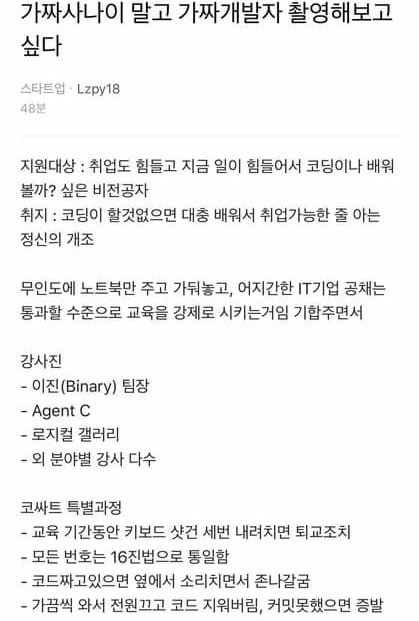 가짜사나이 말고 가짜개발자 촬영해보고
싶다
스타트업 · Lzpy18
48분
지원대상 : 취업도 힘들고 지금 일이 힘들어서 코딩이나 배워
볼까? 싶은 비전공자
취지 : 코딩이 할것없으면 대충 배워서 취업가능한 줄 아는
정신의 개조
무인도에 노트북만 주고 가둬놓고, 어지간한 IT기업 공채는
통과할 수준으로 교육을 강제로 시키는거임 기합주면서
강사진
- 이진(Binary) 팀장
- Agent C
- 로지컬 갤러리
- 외 분야별 강사 다수
코싸트 특별과정
- 교육 기간동안 키보드 샷건 세번 내려치면 퇴교조치
- 모든 번호는 16진법으로 통일함
- 코드짜고있으면 옆에서 소리치면서 존나갈굼
- 가끔씩 와서 전원끄고 코드 지워버림, 커밋못했으면 증발